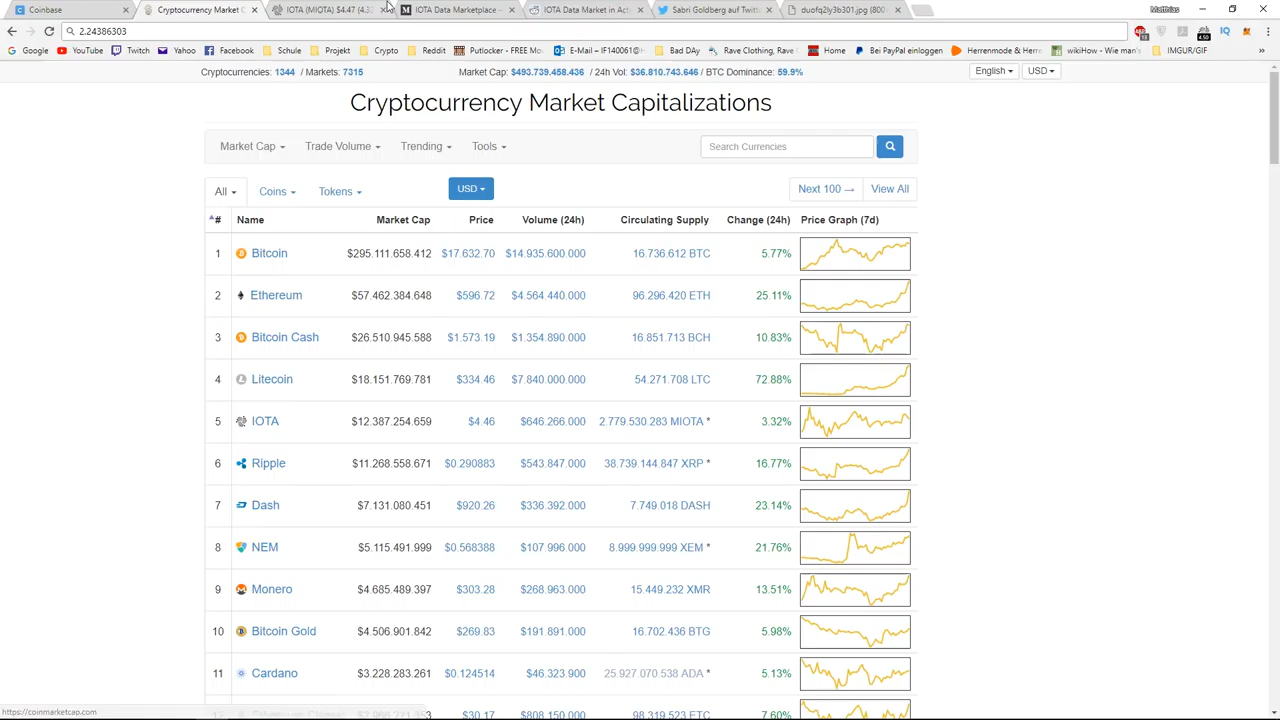 Coinbase
Cryptocurrency Market C
IOTA (MIOTA) $4.47 (4.32
IOTA Data Marketplace –
IOTA Data Market in Act
Sabri Goldberg auf Twitt
duofq2ly3b301.jpg (800
Matthias
2.24386303
Google
YouTube
Twitch
Yahoo
Facebook
Schule
Projekt
Crypto
Reddit
Putlocker - FREE Mov
E-Mail – IF140061@H
Bad DAy
Rave Clothing, Rave
Home
Bei PayPal einloggen
Herrenmode & Herre
wikiHow – Wie man's
IMGUR/GIF
Cryptocurrencies: 1344 / Markets: 7315
Market Cap: $493.739.458.436 / 24h Vol: $36.810.743.646 / BTC Dominance: 59.9%
English
USD
Cryptocurrency Market Capitalizations
Market Cap
Trade Volume
Trending
Tools
Search Currencies
All
Coins
Tokens
USD
Next 100 →
View All
# Name Market Cap Price Volume (24h) Circulating Supply Change (24h) Price Graph (7d)
1 Bitcoin $295.111.658.412 $17.632.70 $14.935.600.000 16.736.612 BTC 5.77%
2 Ethereum $57.462.384.648 $596.72 $4.564.440.000 96.296.420 ETH 25.11%
3 Bitcoin Cash $26.510.945.588 $1.573.19 $1.354.890.000 16.851.713 BCH 10.83%
4 Litecoin $18.151.769.781 $334.46 $7.840.000.000 54.271.708 LTC 72.88%
5 IOTA $12.387.254.659 $4.46 $646.266.000 2.779.530.283 MIOTA * 3.32%
6 Ripple $11.268.558.671 $0.290883 $543.847.000 38.739.144.847 XRP * 16.77%
7 Dash $7.131.080.451 $920.26 $336.392.000 7.749.018 DASH 23.14%
8 NEM $5.115.491.999 $0.568388 $107.996.000 8.999.999.999 XEM * 21.76%
9 Monero $4.685.489.397 $303.28 $268.963.000 15.449.232 XMR 13.51%
10 Bitcoin Gold $4.506.901.842 $269.83 $191.891.000 16.702.436 BTG 5.98%
11 Cardano $3.228.283.261 $0.124514 $46.323.900 25.927.070.538 ADA * 5.13%
$30.17 $808.150.000 98.319.523 ETC 7.60%
https://coinmarketcap.com